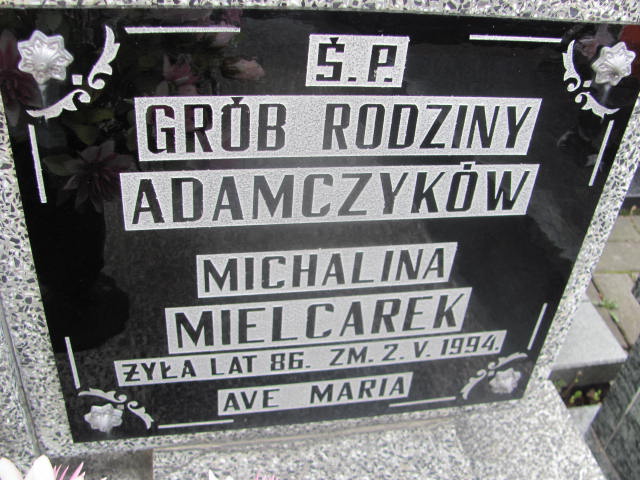 Ś.P.
GRÓB RODZINY
ADAMCZYKÓW
MICHALINA
MIELCAREK
ŻYŁA LAT 86. ZM. 2. V. 1994.
AVE MARIA